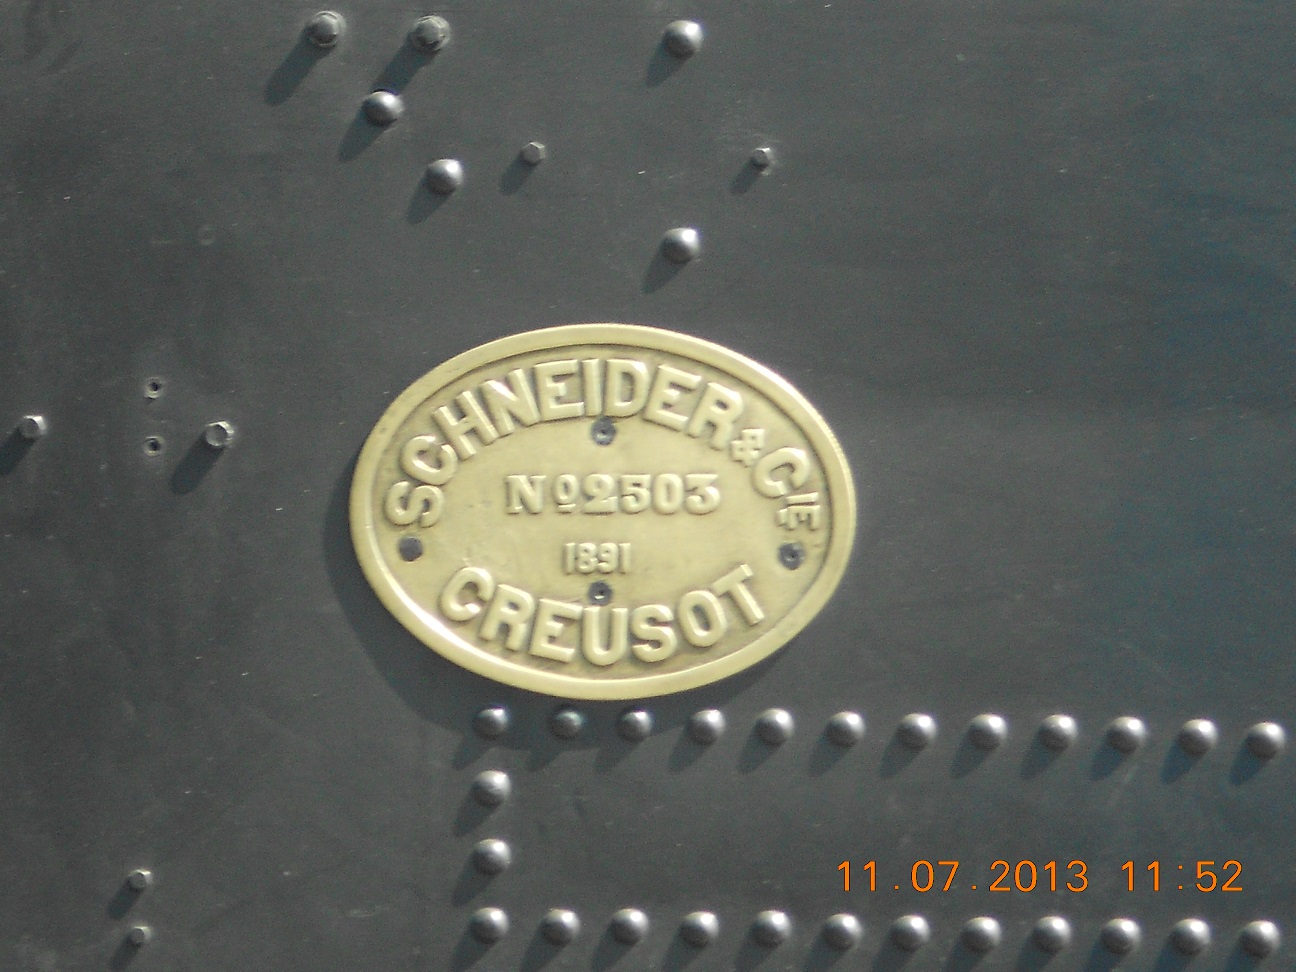 SCHNEIDER & CIE
Nº 2503
1891
CREUSOT
11.07.2013 11:52